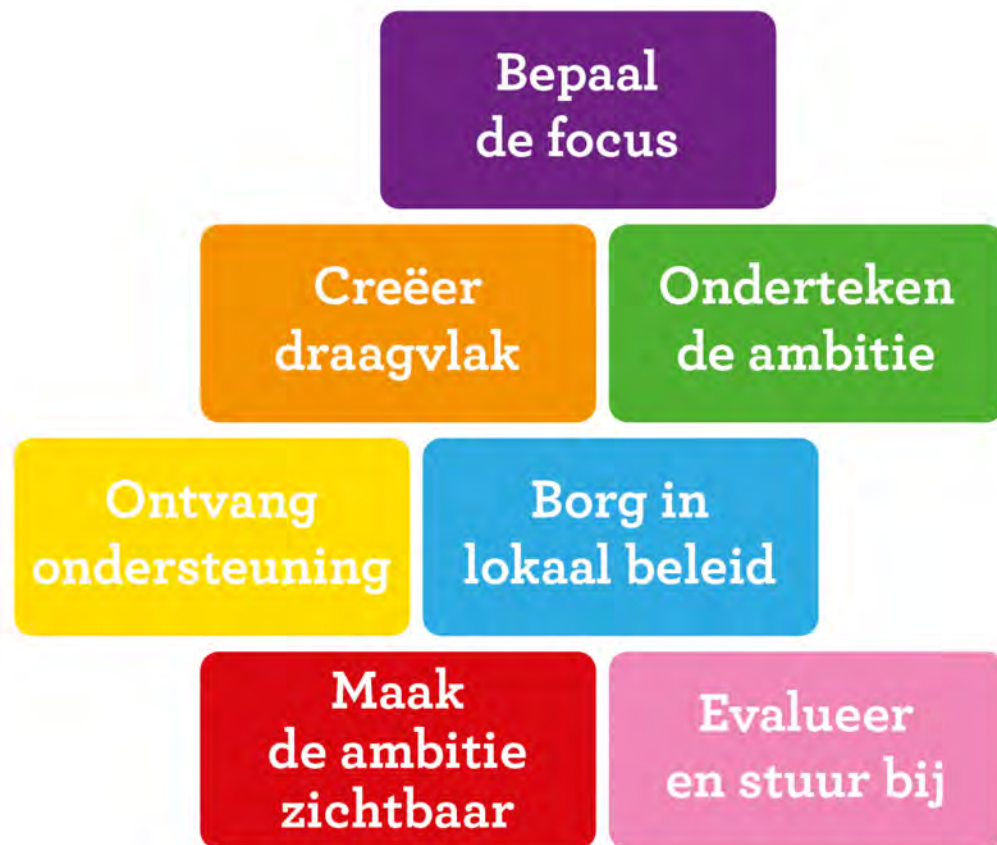 Bepaal
de focus
Creëer
draagvlak
Onderteken
de ambitie
Ontvang
ondersteuning
Borg in
lokaal beleid
Maak
de ambitie
zichtbaar
Evalueer
en stuur bij